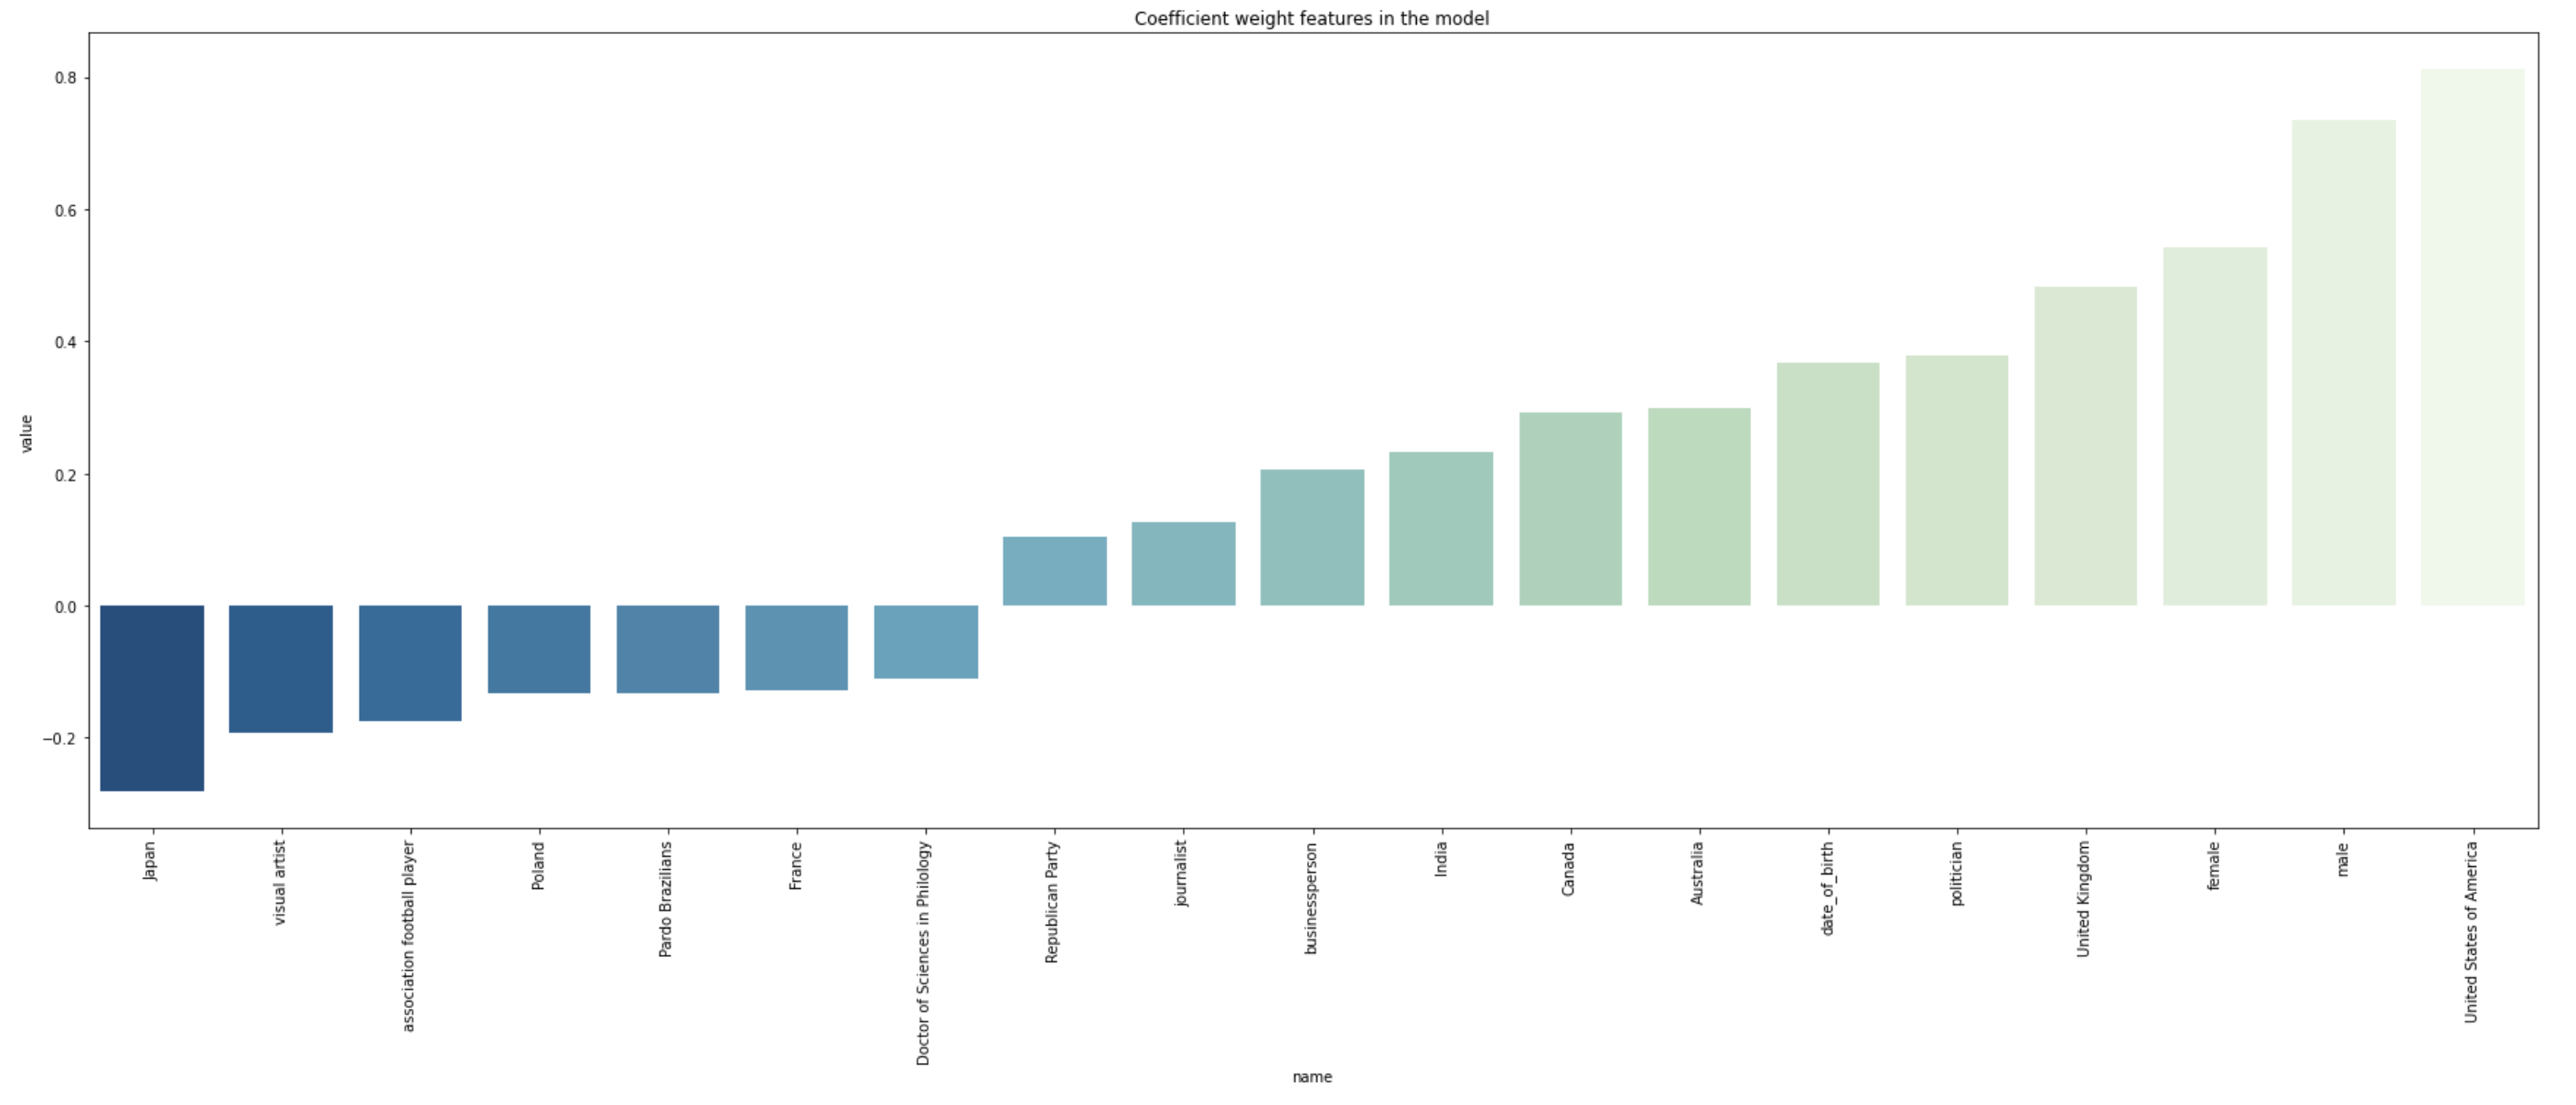 Coefficient weight features in the model
value
0.8
0.6
0.4
0.2
0.0
−0.2
Japan
visual artist
association football player
Poland
Pardo Brazilians
France
Doctor of Sciences in Philology
Republican Party
journalist
businessperson
India
Canada
Australia
date_of_birth
politician
United Kingdom
female
male
United States of America
name